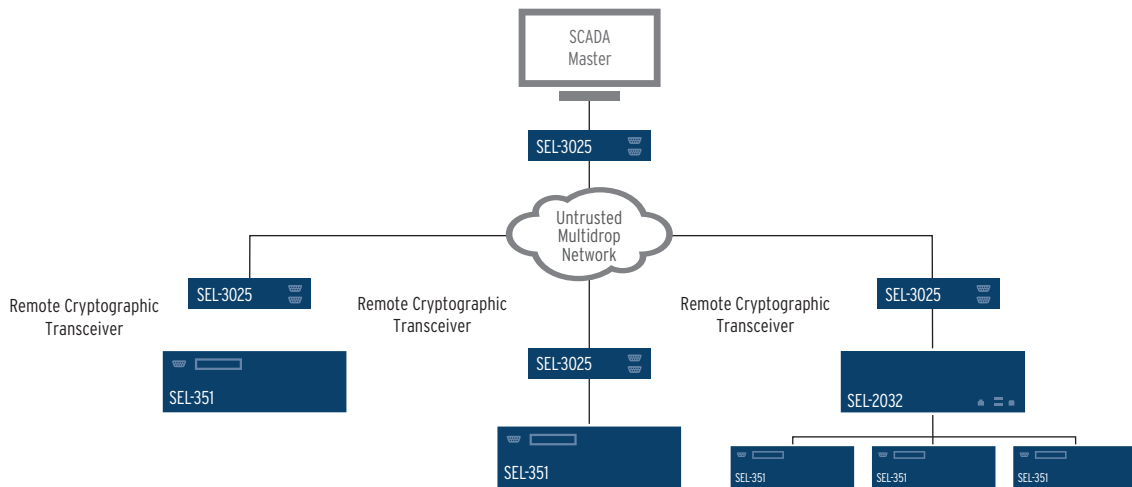 SCADA
Master
SEL-3025
Untrusted
Multidrop
Network
SEL-3025
Remote Cryptographic
Transceiver
SEL-351
Remote Cryptographic
Transceiver
SEL-3025
SEL-351
Remote Cryptographic
Transceiver
SEL-3025
SEL-2032
SEL-351
SEL-351
SEL-351